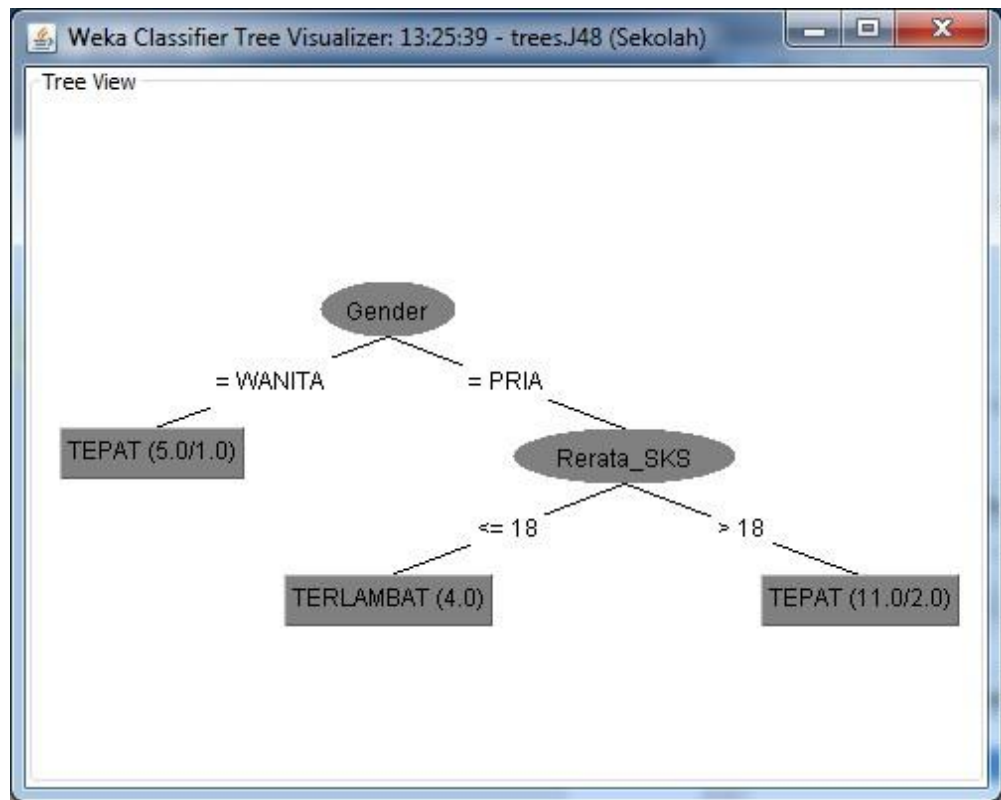 Weka Classifier Tree Visualizer: 13:25:39 - trees.J48 (Sekolah)
Tree View
Gender
= WANITA
= PRIA
TEPAT (5.0/1.0)
Rerata_SKS
<= 18
> 18
TERLAMBAT (4.0)
TEPAT (11.0/2.0)